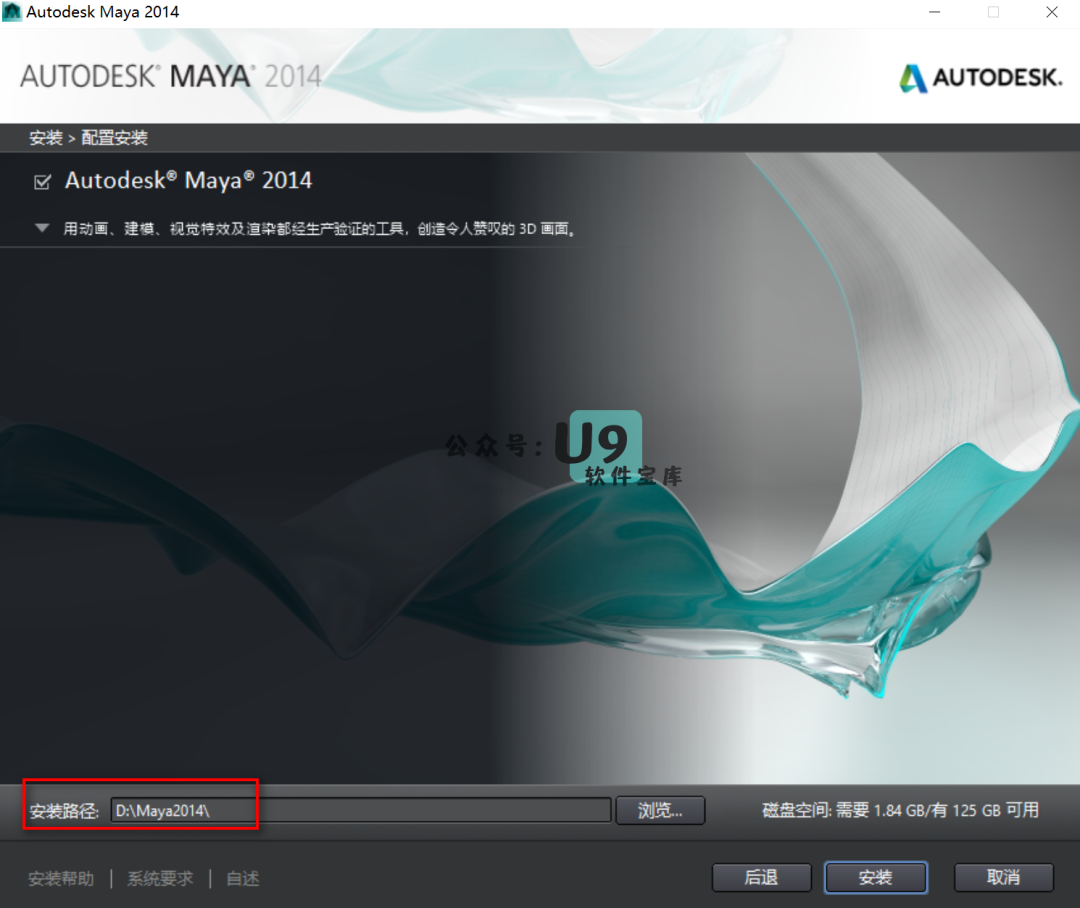 Autodesk Maya 2014
AUTODESK® MAYA® 2014
AUTODESK.
安装 > 配置安装
Autodesk® Maya® 2014
用动画、建模、视觉特效及渲染都经生产验证的工具，创造令人赞叹的 3D 画面。
公众号：U9
软件宝库
安装路径: D:\Maya2014\
浏览...
磁盘空间: 需要 1.84 GB/有 125 GB 可用
安装帮助 | 系统要求 | 自述
后退
安装
取消